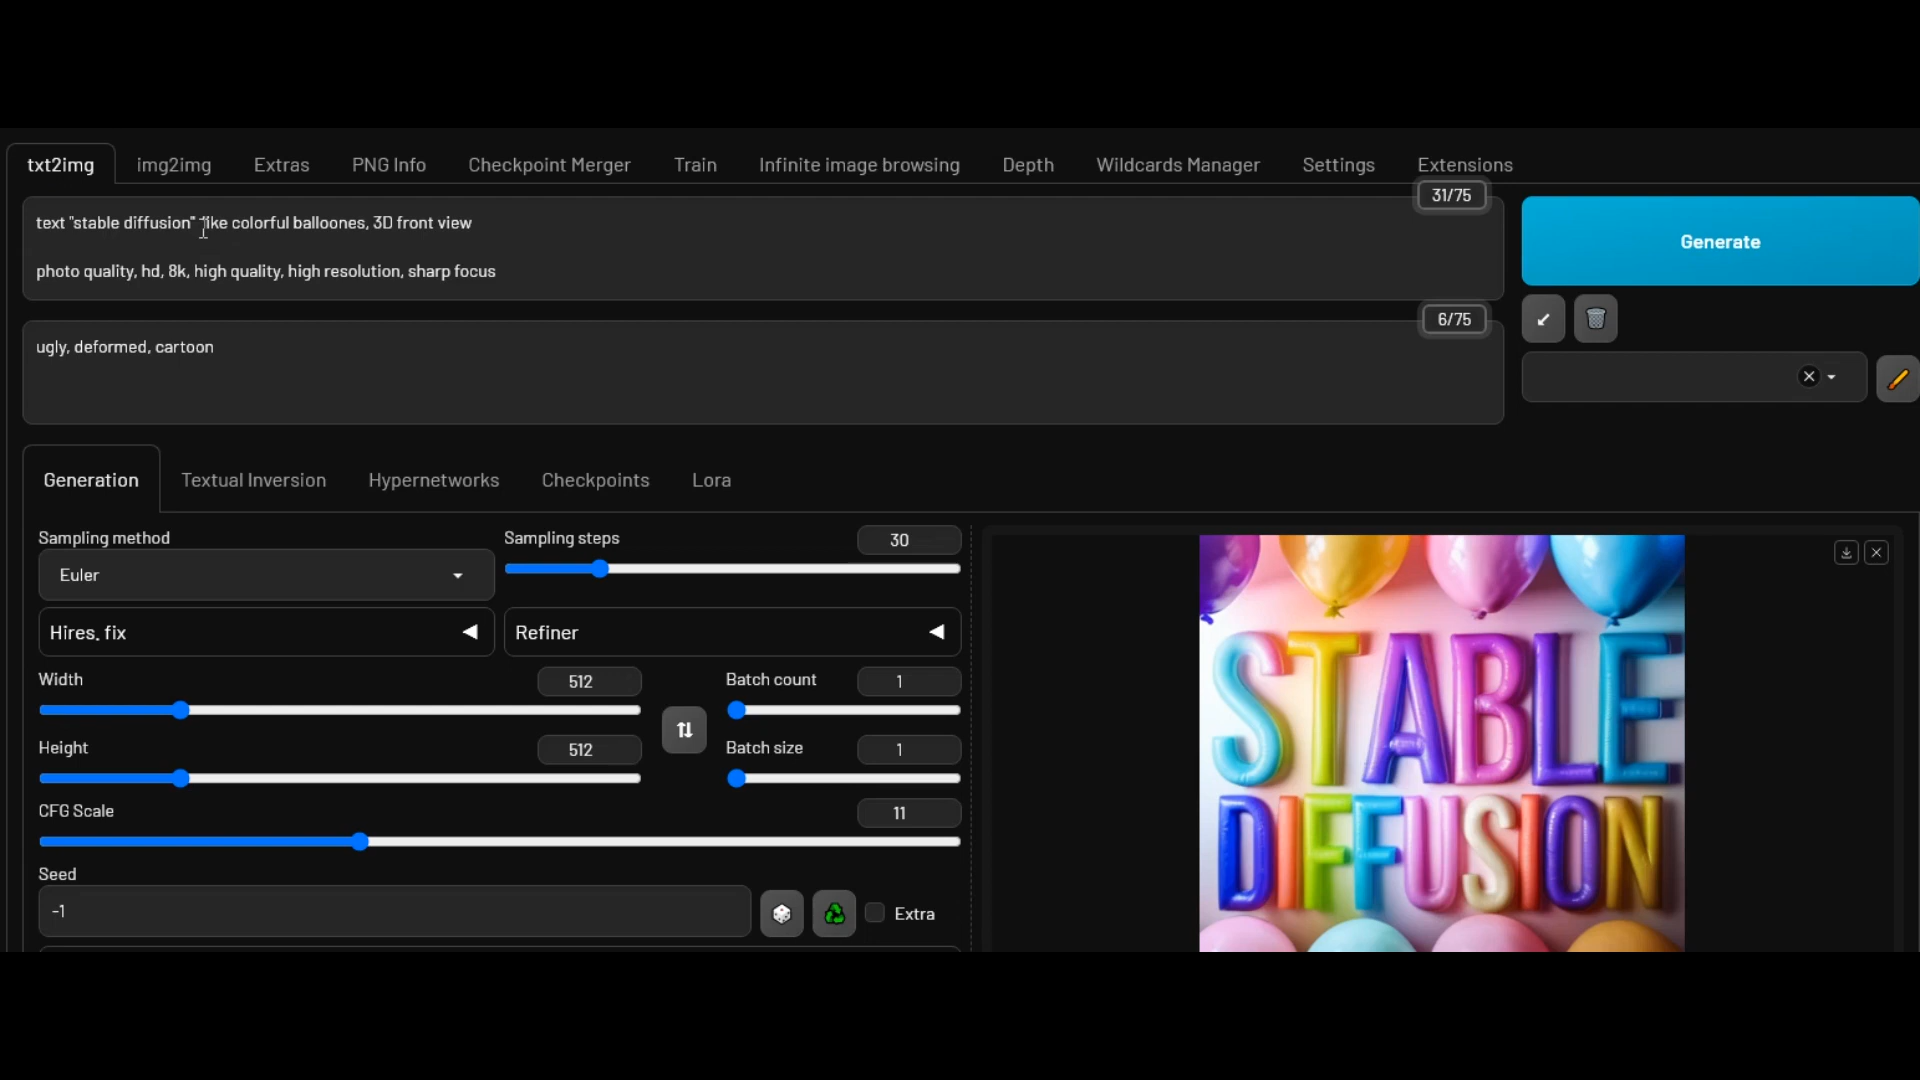 txt2img img2img Extras PNG Info Checkpoint Merger Train Infinite image browsing Depth Wildcards Manager Settings Extensions
31/75
text "stable diffusion" like colorful balloones, 3D front view
photo quality, hd, 8k, high quality, high resolution, sharp focus
Generate
6/75
ugly, deformed, cartoon
Generation Textual Inversion Hypernetworks Checkpoints Lora
Sampling method Sampling steps 30
Euler
Hires. fix Refiner
Width 512 Batch count 1
Height 512 Batch size 1
CFG Scale 11
Seed
-1
Extra
STABLE
DIFFUSION